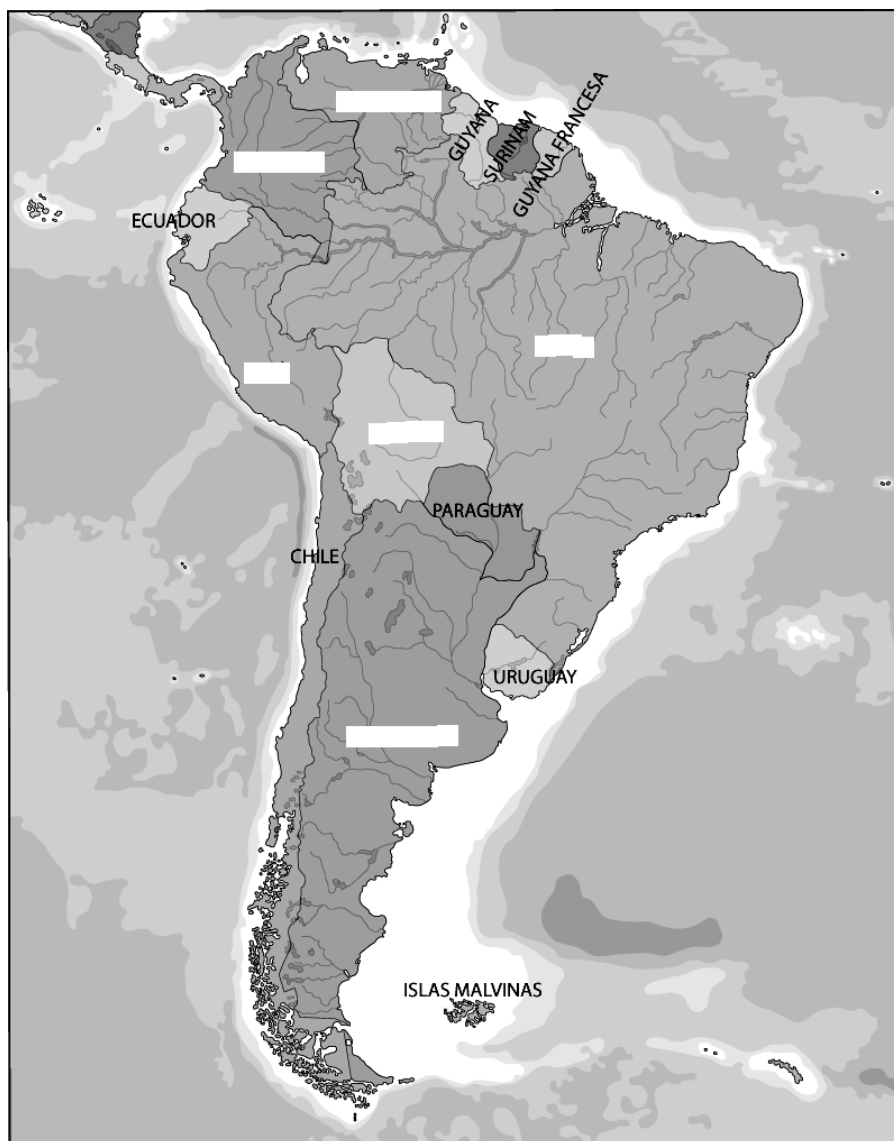 GUYANA
SURINAM
GUYANA FRANCESA
ECUADOR
PARAGUAY
CHILE
URUGUAY
ISLAS MALVINAS